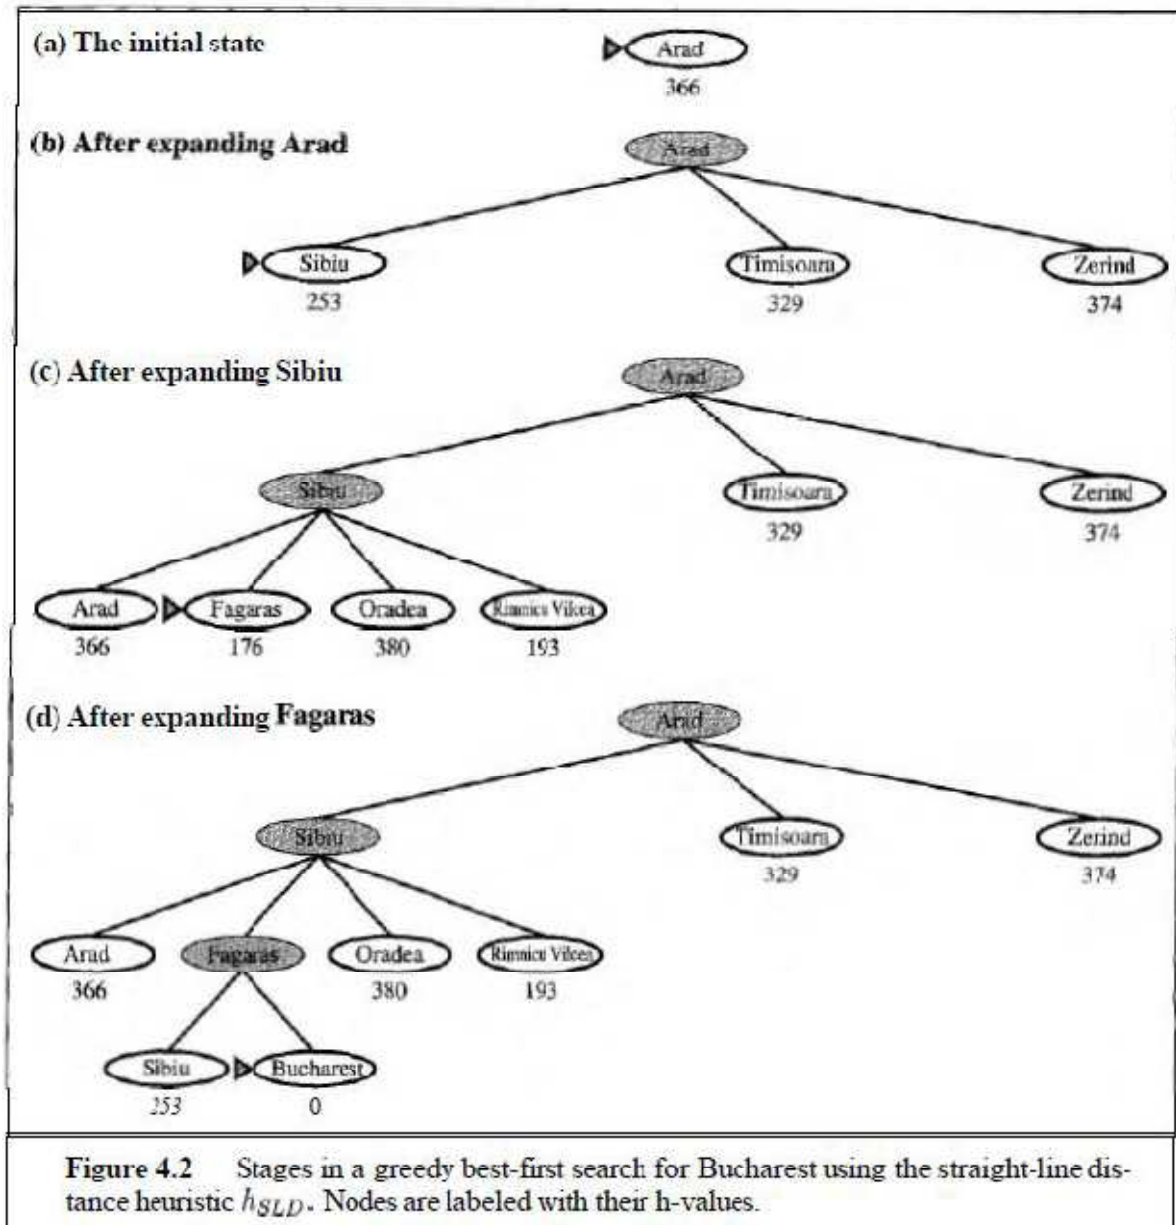 (a) The initial state
Arad
366
(b) After expanding Arad
Arad
Sibiu
Timisoara
Zerind
253
329
374
(c) After expanding Sibiu
Arad
Sibiu
Timisoara
Zerind
329
374
Arad
Fagaras
Oradea
Rimnicu Vilcea
366
176
380
193
(d) After expanding Fagaras
Arad
Sibiu
Timisoara
Zerind
329
374
Arad
Fagaras
Oradea
Rimnicu Vilcea
366
380
193
Sibiu
Bucharest
253
0
Figure 4.2 Stages in a greedy best-first search for Bucharest using the straight-line dis-
tance heuristic hSLD. Nodes are labeled with their h-values.